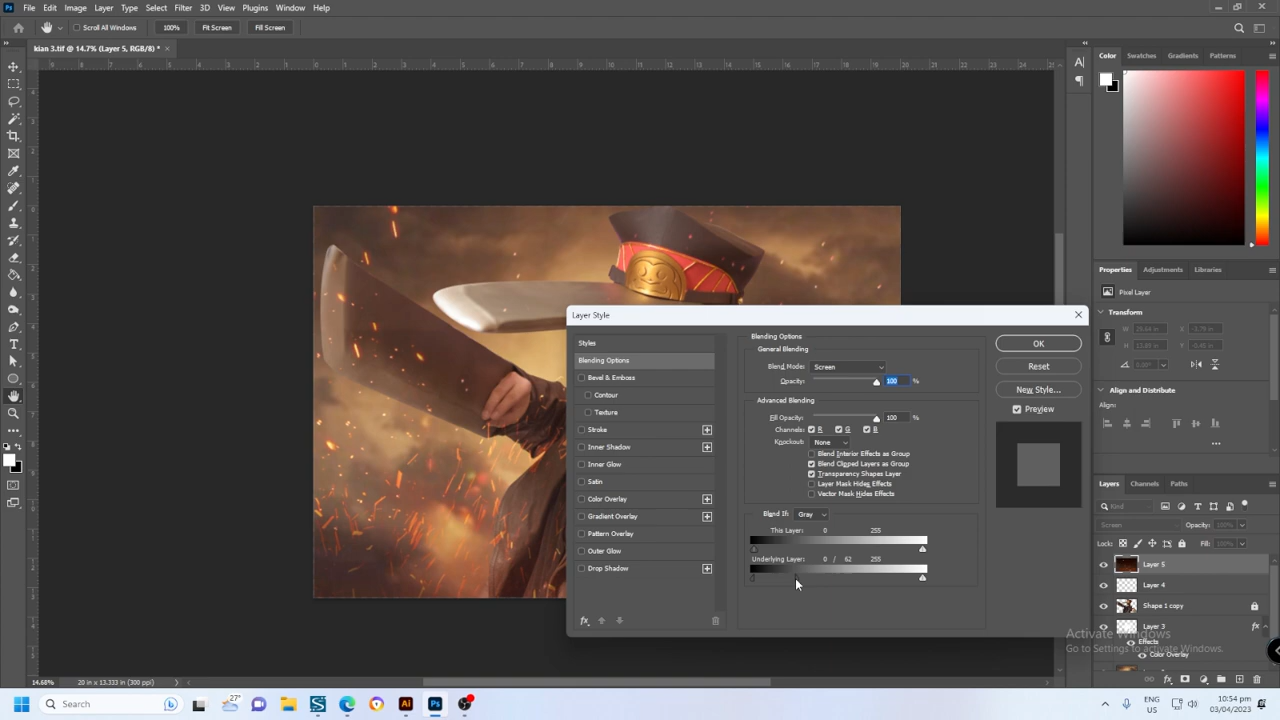 File Edit Image Layer Type Select Filter 3D View Plugins Window Help
Scroll All Windows 100% Fit Screen Fill Screen
kian 3.tif @ 14.7% (Layer 5, RGB/8) *
Color Swatches Gradients Patterns
Properties Adjustments Libraries
Pixel Layer
Transform
Align and Distribute
Align:
Layer Style
Styles
Blending Options
Bevel & Emboss
Contour
Texture
Stroke
Inner Shadow
Inner Glow
Satin
Color Overlay
Gradient Overlay
Pattern Overlay
Outer Glow
Drop Shadow
fx
Blending Options
General Blending
Blend Mode: Screen
Opacity: 100 %
Advanced Blending
Fill Opacity: 100 %
Channels: R G B
Knockout: None
Blend Interior Effects as Group
Blend Clipped Layers as Group
Transparency Shapes Layer
Layer Mask Hides Effects
Vector Mask Hides Effects
Blend If: Gray
This Layer: 0 255
Underlying Layer: 0 / 62 255
OK
Reset
New Style...
Preview
Layers Channels Paths
Kind
Screen Opacity: 100%
Lock: Fill: 100%
Layer 5
Layer 4
Shape 1 copy
Layer 3 fx
Effects
Color Overlay
Activate Windows
Go to Settings to activate Windows.
14.68% 20 in x 13.333 in (300 ppi)
Search 27° Ai Ps
ENG
US
10:54 pm
03/04/2023